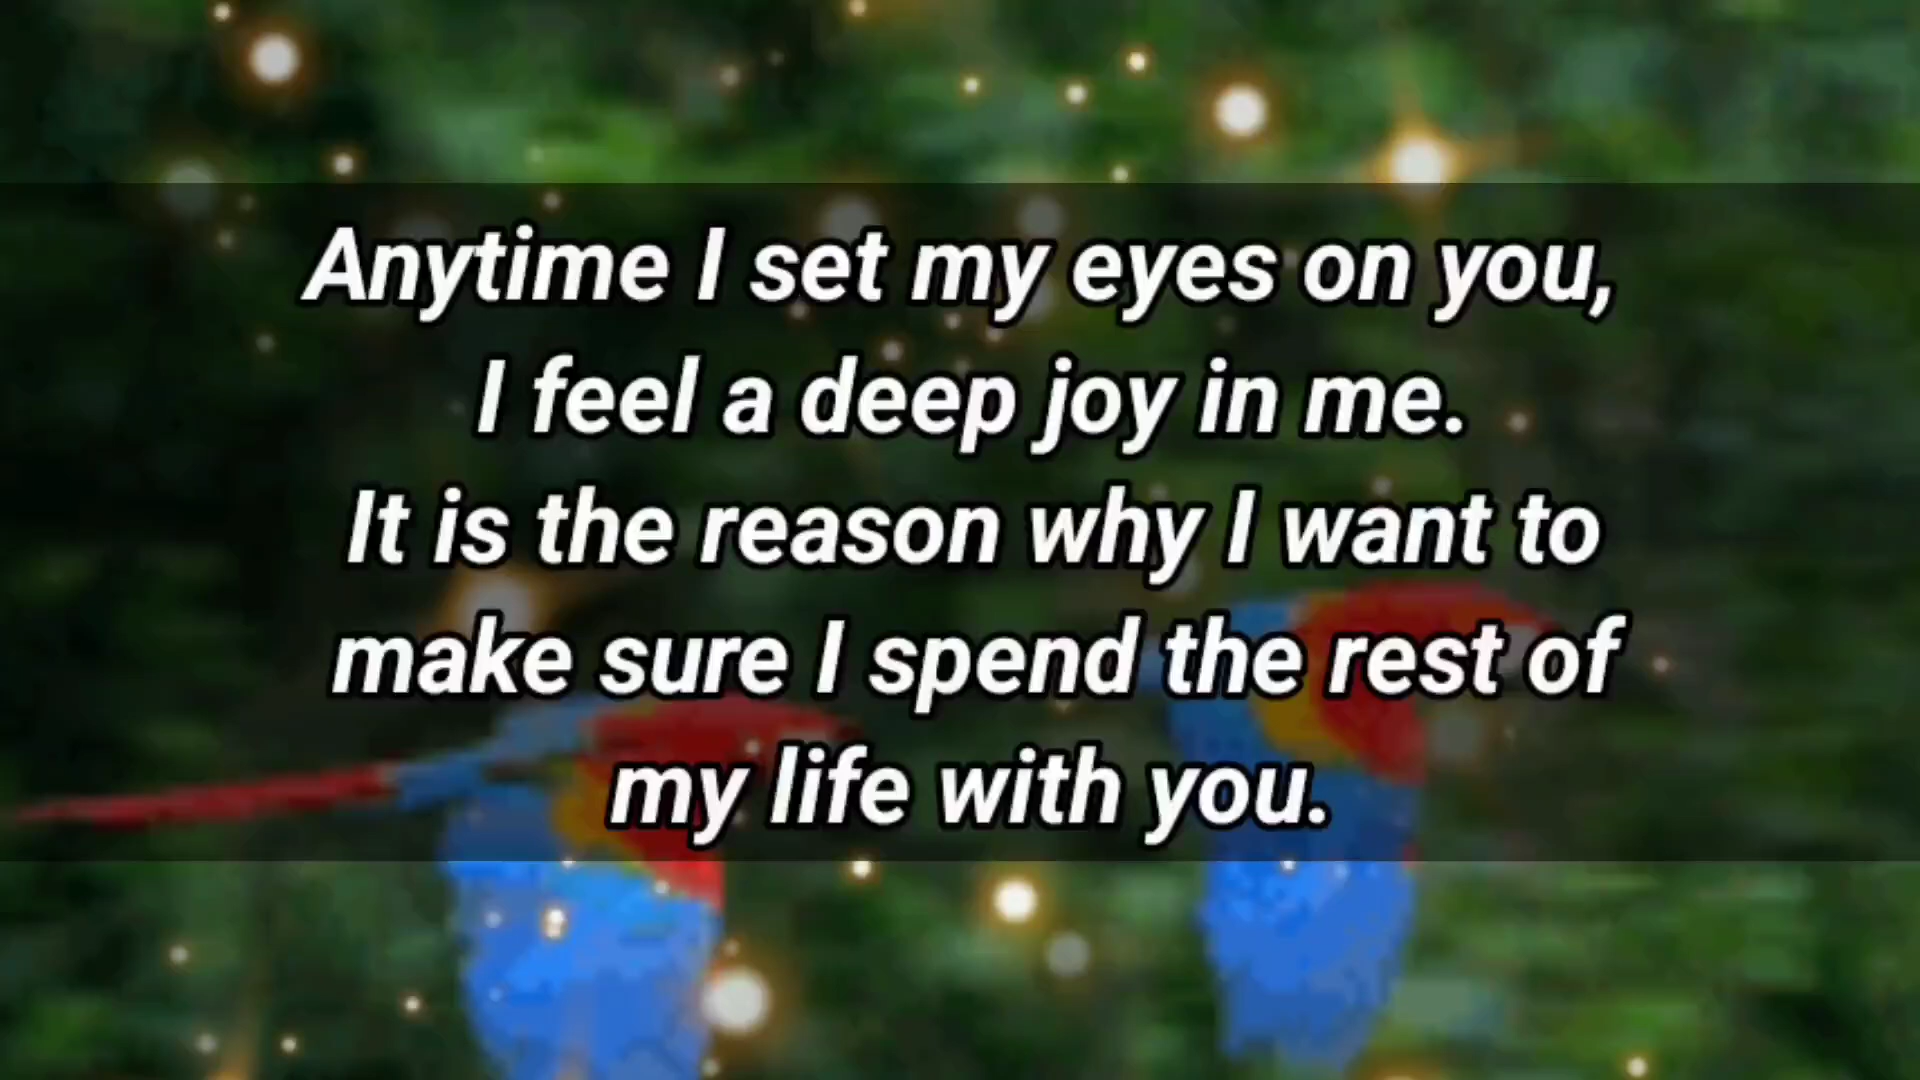 Anytime I set my eyes on you,
I feel a deep joy in me.
It is the reason why I want to
make sure I spend the rest of
my life with you.